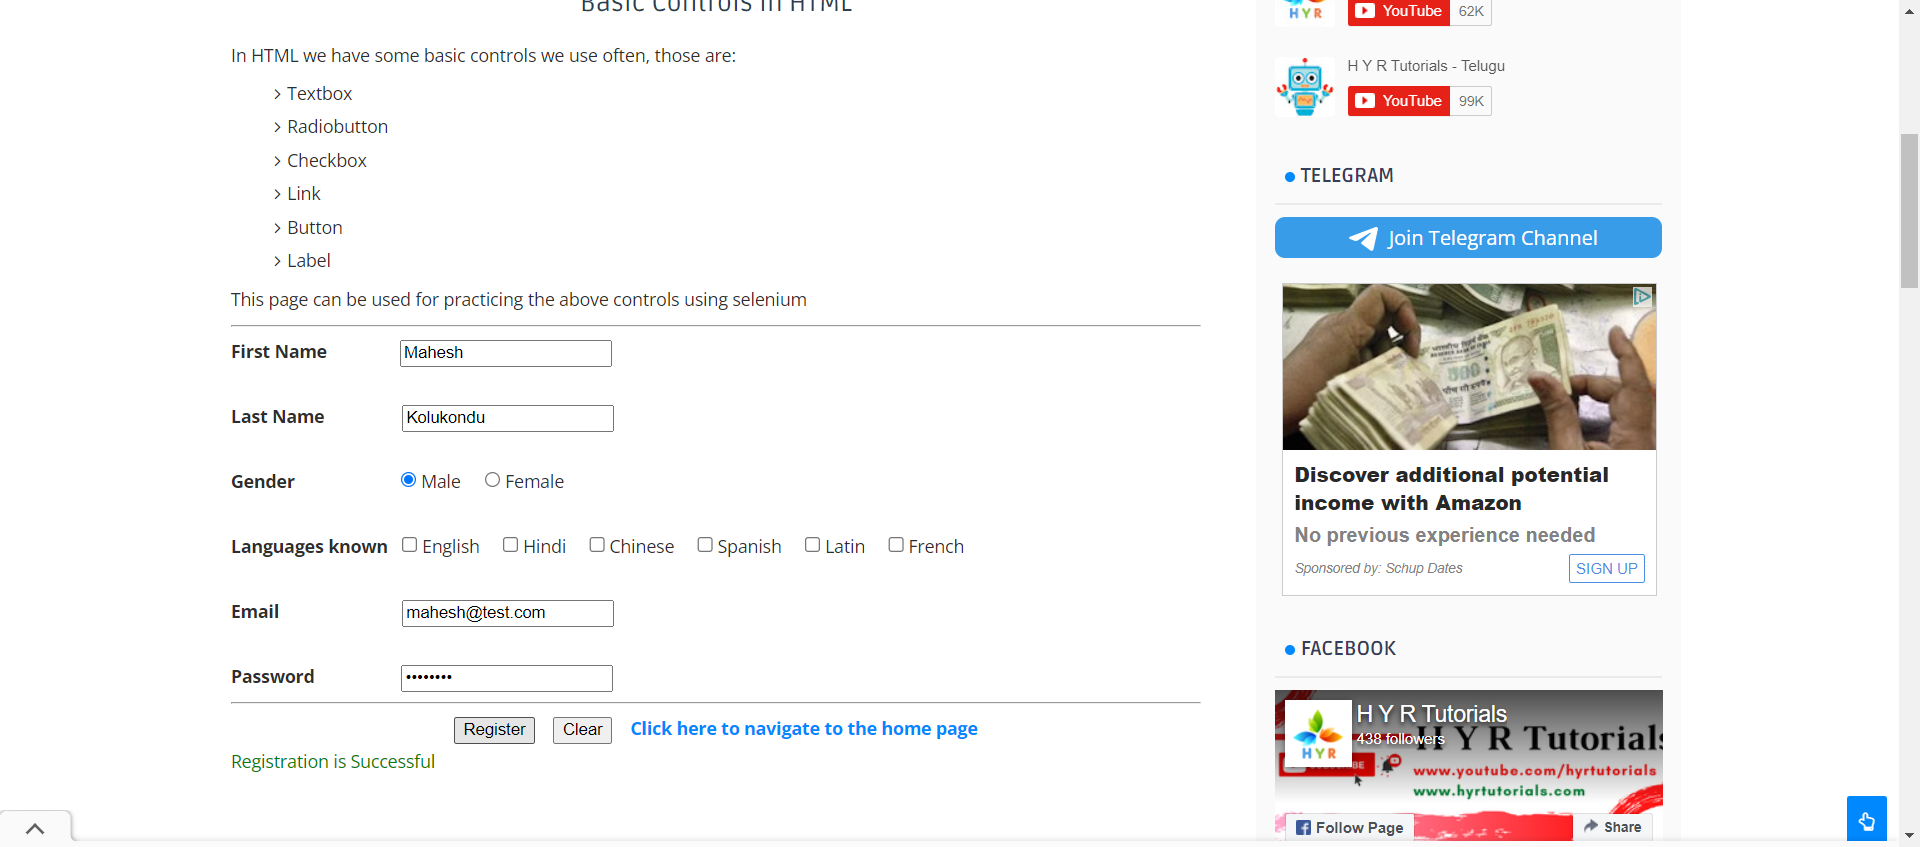 Basic Controls in HTML
In HTML we have some basic controls we use often, those are:
Textbox
Radiobutton
Checkbox
Link
Button
Label
This page can be used for practicing the above controls using selenium
First Name Mahesh
Last Name Kolukondu
Gender Male Female
Languages known English Hindi Chinese Spanish Latin French
Email mahesh@test.com
Password ••••••••
Register Clear Click here to navigate to the home page
Registration is Successful
HYR
YouTube 62K
H Y R Tutorials - Telugu
YouTube 99K
TELEGRAM
Join Telegram Channel
Discover additional potential
income with Amazon
No previous experience needed
Sponsored by: Schup Dates
SIGN UP
FACEBOOK
H Y R Tutorials
438 followers
HYR
H Y R Tutorials
www.youtube.com/hyrtutorials
www.hyrtutorials.com
Follow Page
Share